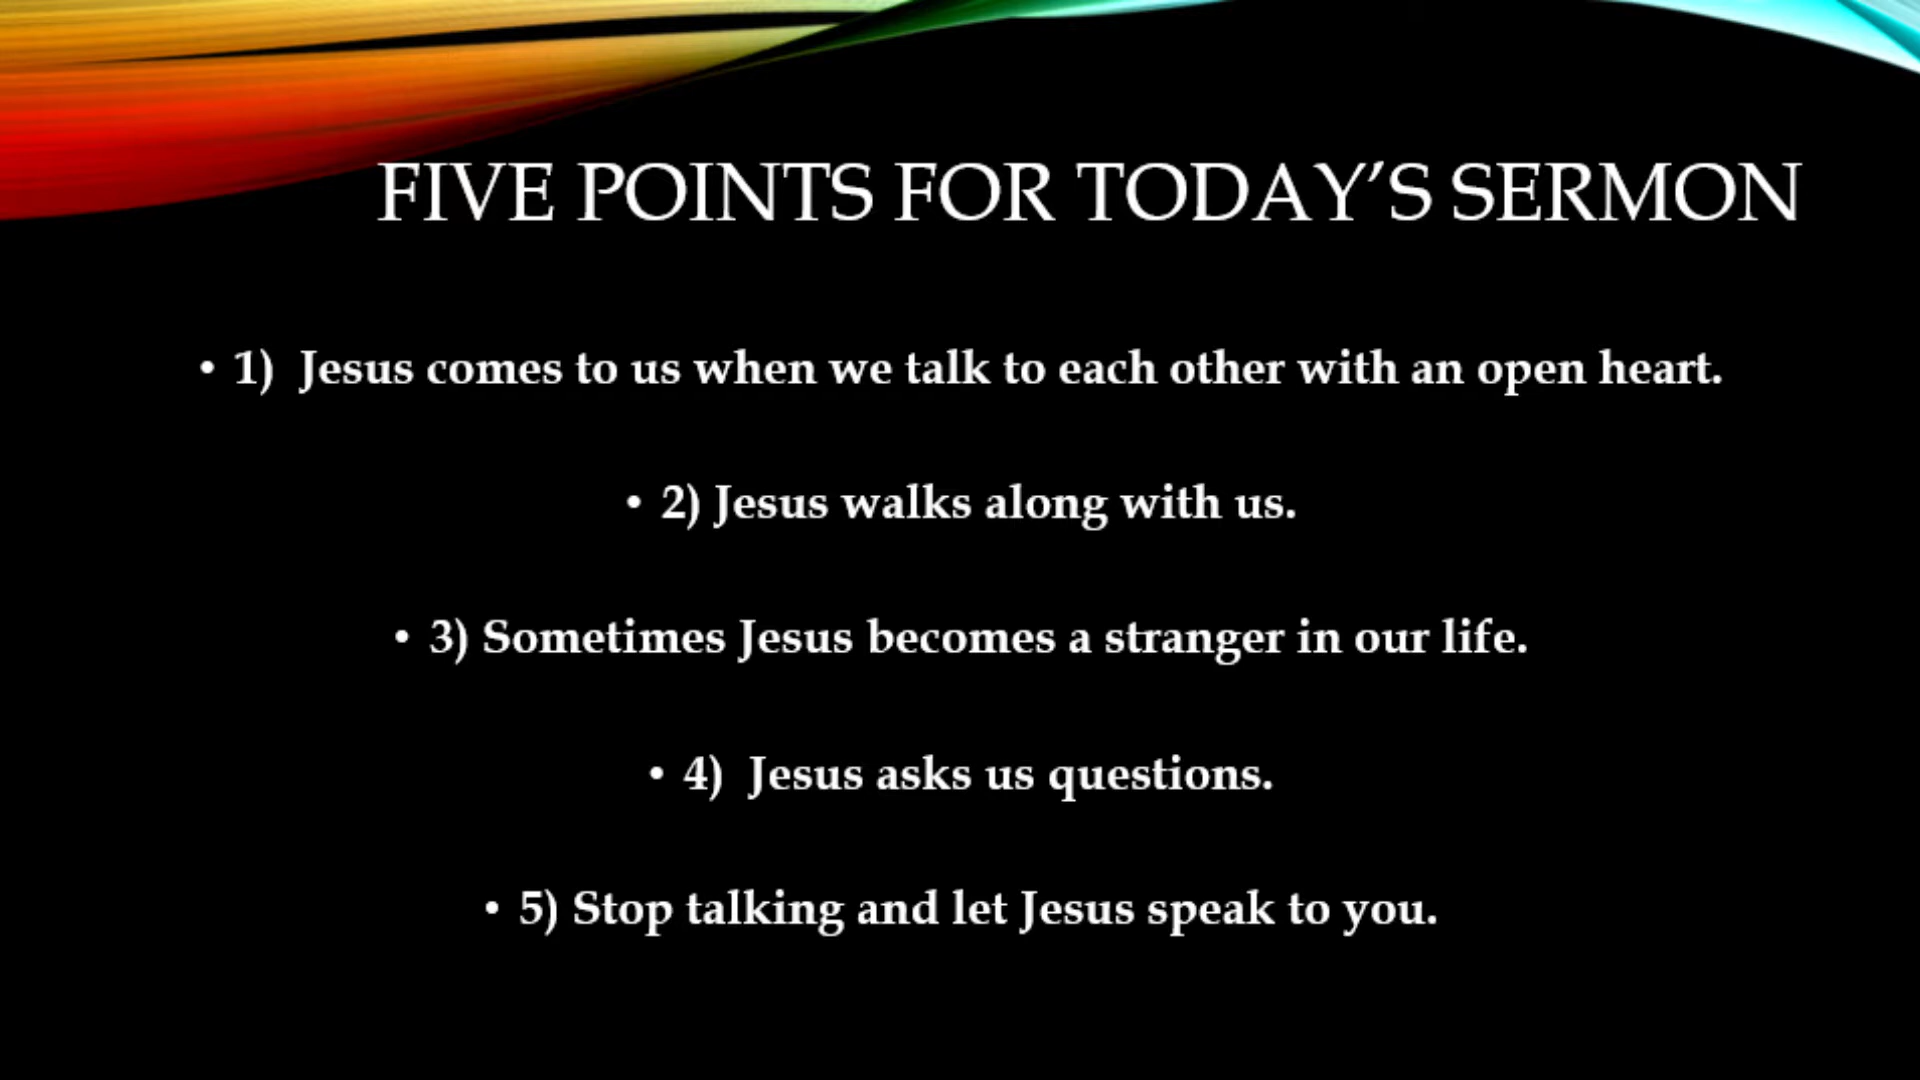 FIVE POINTS FOR TODAY’S SERMON
• 1)  Jesus comes to us when we talk to each other with an open heart.
• 2) Jesus walks along with us.
• 3) Sometimes Jesus becomes a stranger in our life.
• 4)  Jesus asks us questions.
• 5) Stop talking and let Jesus speak to you.